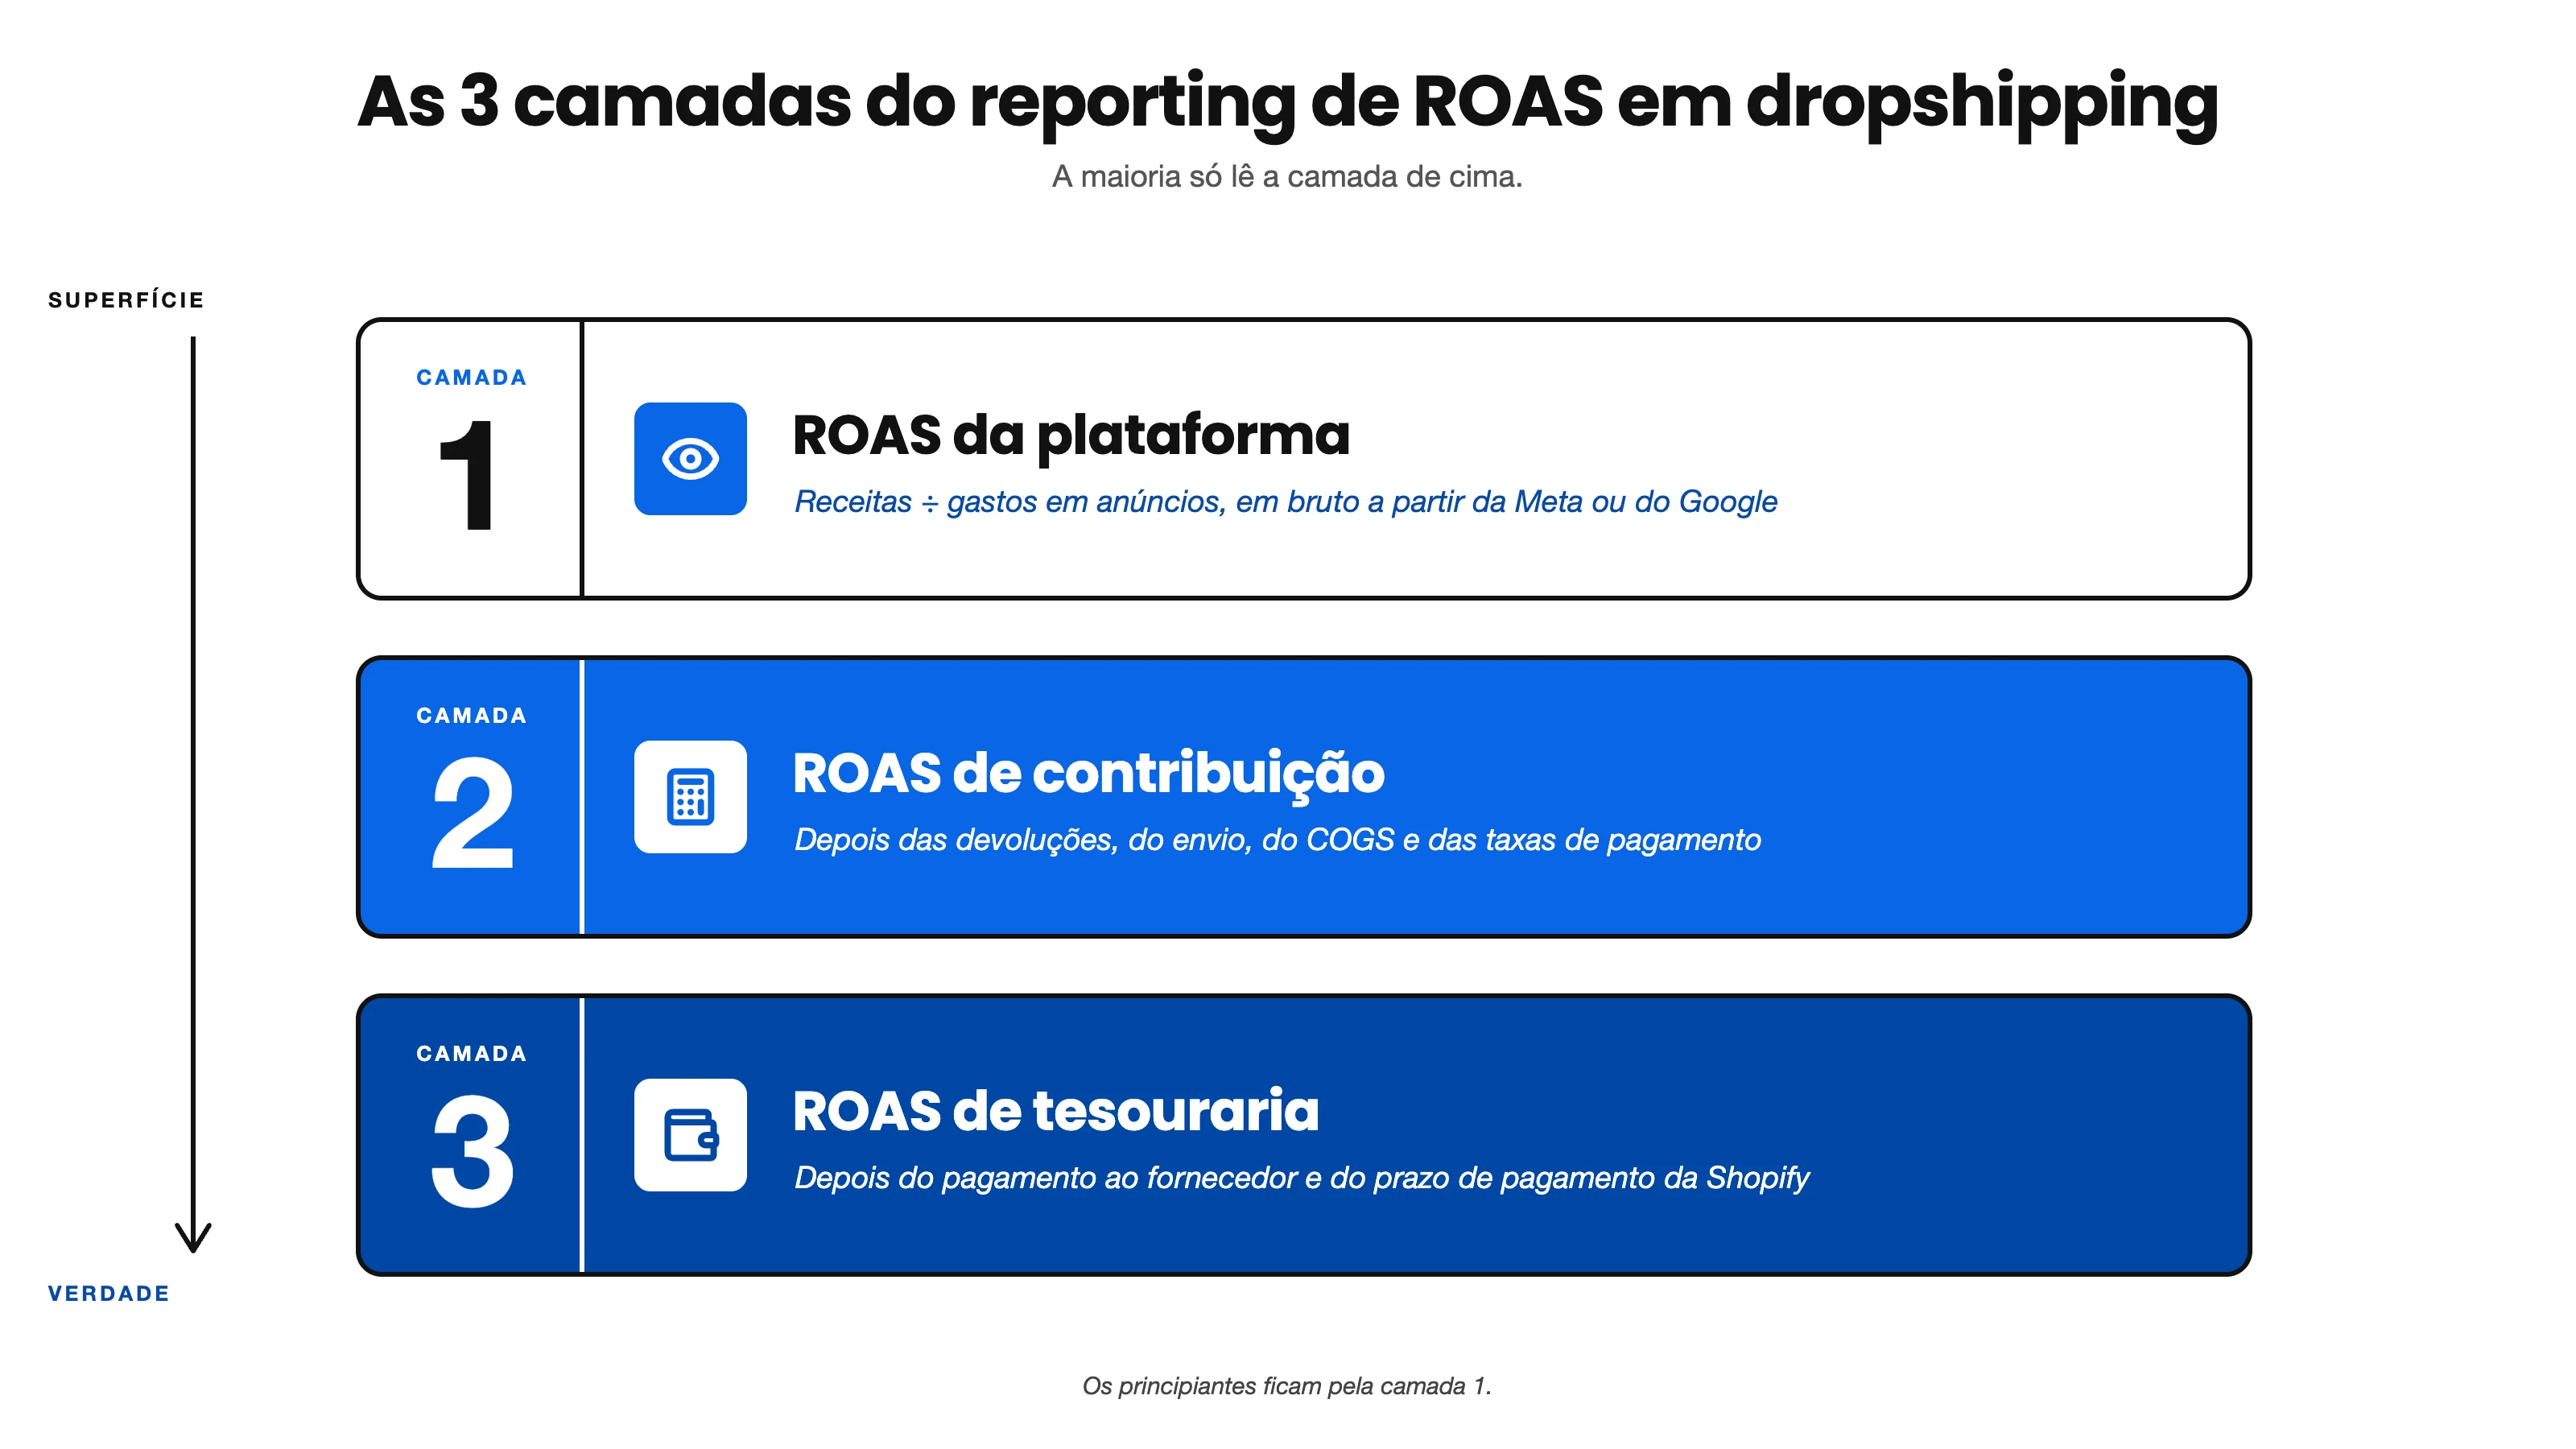 As 3 camadas do reporting de ROAS em dropshipping
A maioria só lê a camada de cima.
SUPERFÍCIE
CAMADA
1
ROAS da plataforma
Receitas ÷ gastos em anúncios, em bruto a partir da Meta ou do Google
CAMADA
2
ROAS de contribuição
Depois das devoluções, do envio, do COGS e das taxas de pagamento
CAMADA
3
ROAS de tesouraria
Depois do pagamento ao fornecedor e do prazo de pagamento da Shopify
VERDADE
Os principiantes ficam pela camada 1.